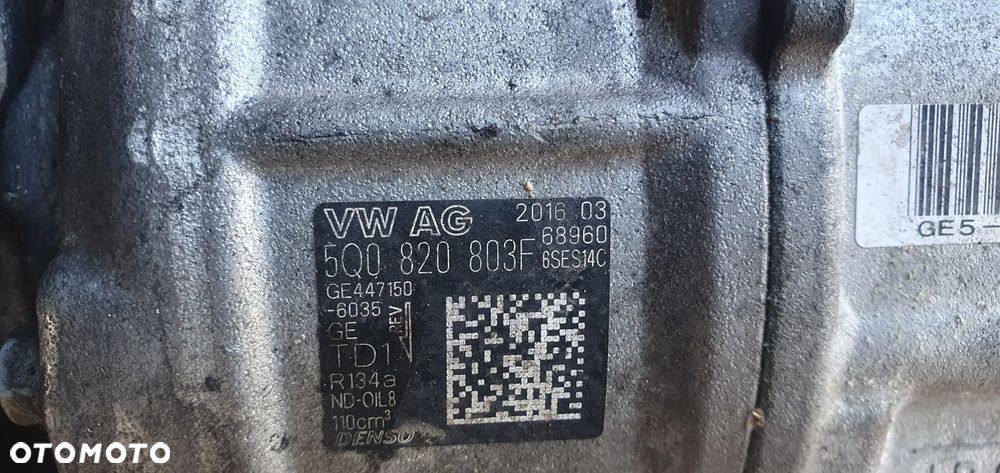 VW AG 2016 03
68960
5Q0 820 803F 6SES14C
GE447150
-6035
GE REV
TD1
R134a
ND-OIL8
110cm³
DENSO
GE5-
OTOMOTO